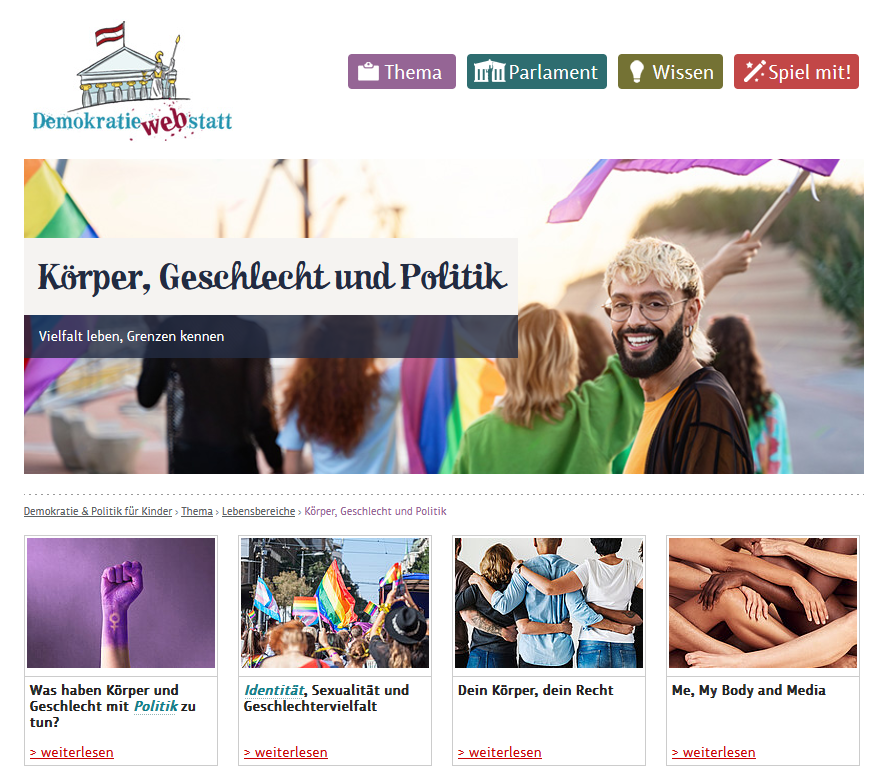 Demokratiewebstatt
Thema
Parlament
Wissen
Spiel mit!
Körper, Geschlecht und Politik
Vielfalt leben, Grenzen kennen
Demokratie & Politik für Kinder › Thema › Lebensbereiche › Körper, Geschlecht und Politik
Was haben Körper und
Geschlecht mit Politik zu
tun?
> weiterlesen
Identität, Sexualität und
Geschlechtervielfalt
> weiterlesen
Dein Körper, dein Recht
> weiterlesen
Me, My Body and Media
> weiterlesen